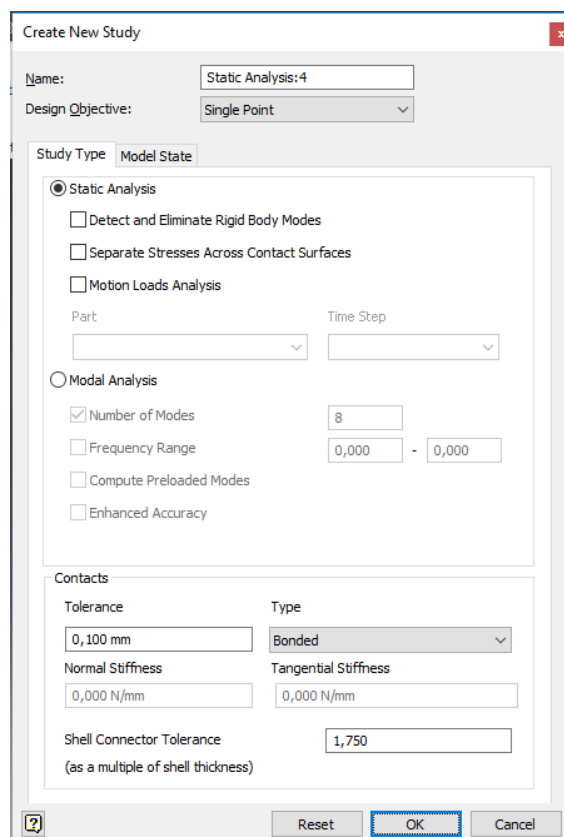 Create New Study
x
Name: Static Analysis:4
Design Objective: Single Point
Study Type Model State
Static Analysis
Detect and Eliminate Rigid Body Modes
Separate Stresses Across Contact Surfaces
Motion Loads Analysis
Part Time Step
Modal Analysis
Number of Modes 8
Frequency Range 0,000 - 0,000
Compute Preloaded Modes
Enhanced Accuracy
Contacts
Tolerance Type
0,100 mm Bonded
Normal Stiffness Tangential Stiffness
0,000 N/mm 0,000 N/mm
Shell Connector Tolerance 1,750
(as a multiple of shell thickness)
? Reset OK Cancel